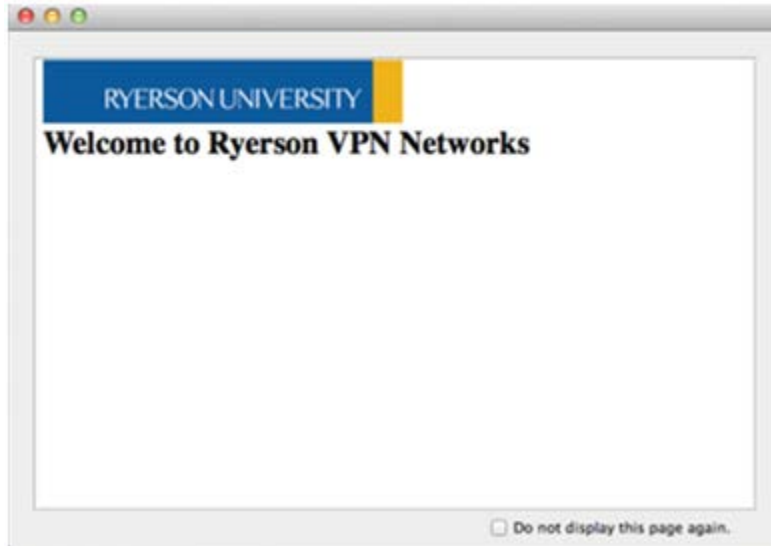 RYERSON UNIVERSITY
Welcome to Ryerson VPN Networks
Do not display this page again.